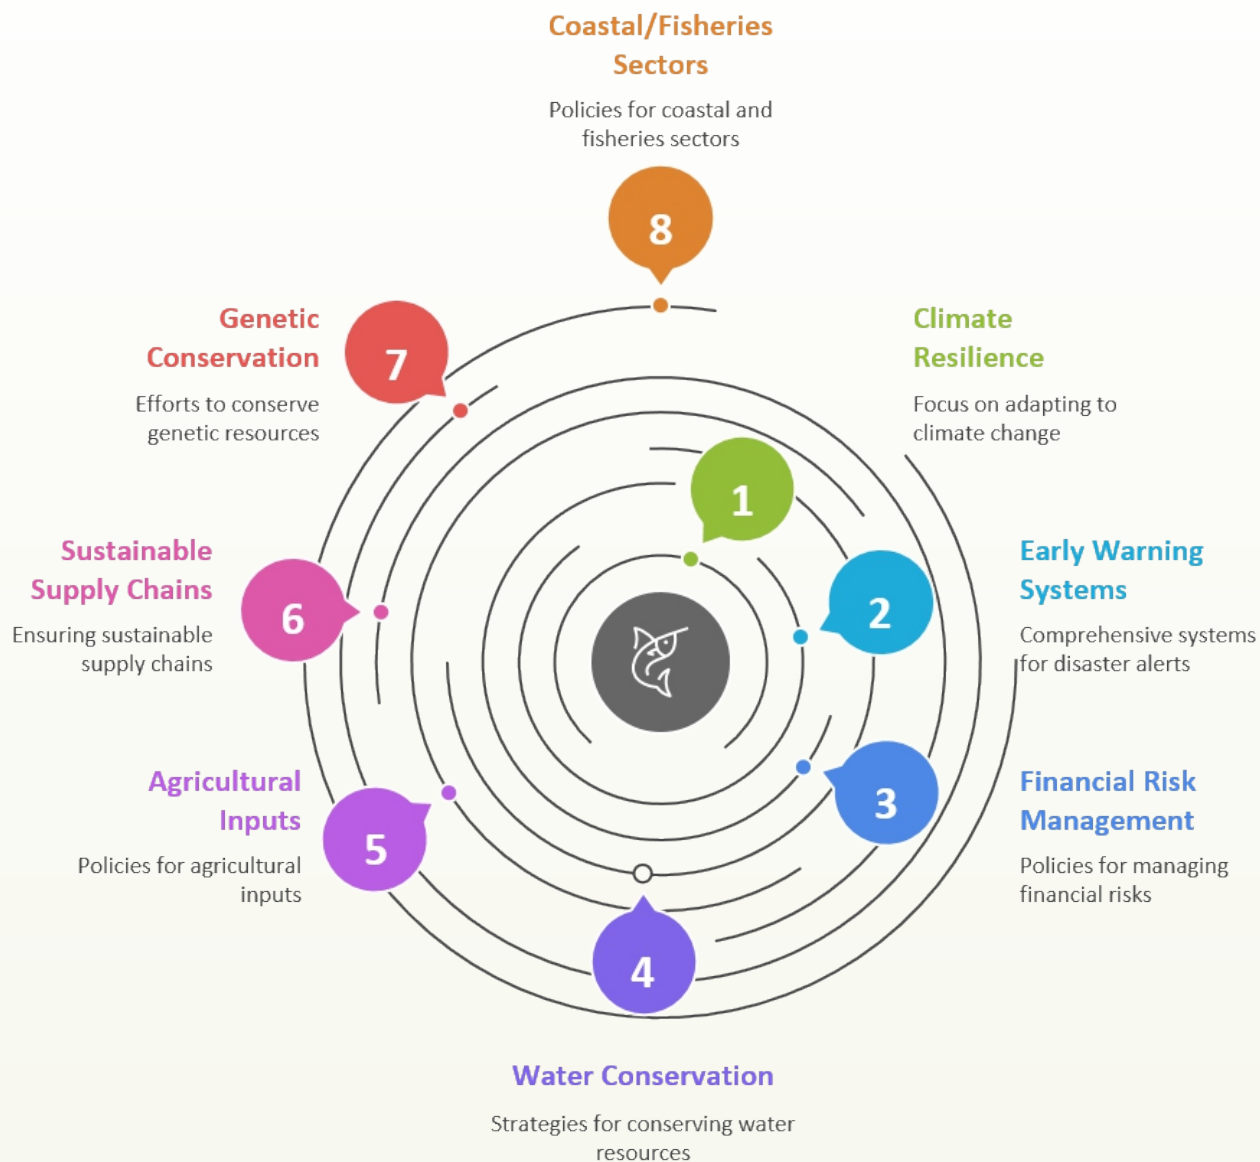 Coastal/Fisheries
Sectors
Policies for coastal and
fisheries sectors
8
Genetic
Conservation
Efforts to conserve
genetic resources
7
Climate
Resilience
Focus on adapting to
climate change
1
Sustainable
Supply Chains
Ensuring sustainable
supply chains
6
Early Warning
Systems
Comprehensive systems
for disaster alerts
2
Agricultural
Inputs
Policies for agricultural
inputs
5
Financial Risk
Management
Policies for managing
financial risks
3
4
Water Conservation
Strategies for conserving water
resources